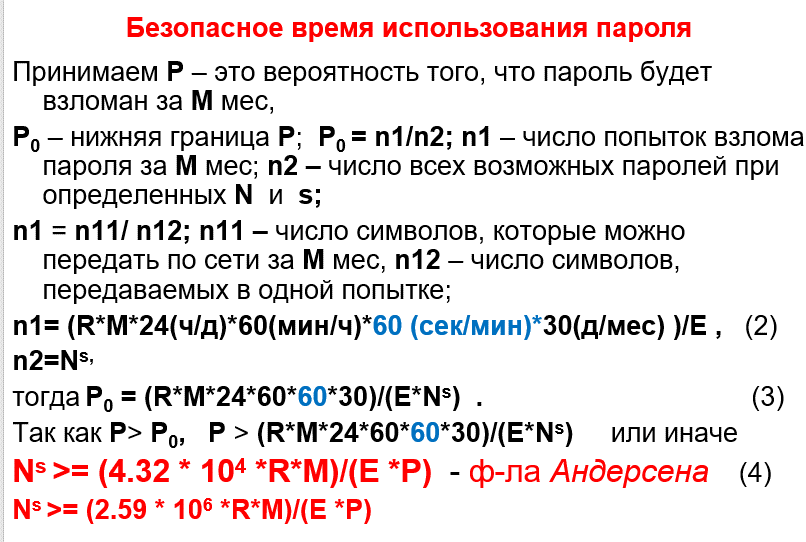 Безопасное время использования пароля
Принимаем P – это вероятность того, что пароль будет
взломан за M мес,
P₀ – нижняя граница P; P₀ = n1/n2; n1 – число попыток взлома
пароля за M мес; n2 – число всех возможных паролей при
определенных N и s;
n1 = n11/ n12; n11 – число символов, которые можно
передать по сети за M мес, n12 – число символов,
передаваемых в одной попытке;
n1= (R*M*24(ч/д)*60(мин/ч)*60 (сек/мин)*30(д/мес) )/E , (2)
n2=Nˢ,
тогда P₀ = (R*M*24*60*60*30)/(E*Nˢ) . (3)
Так как P> P₀, P > (R*M*24*60*60*30)/(E*Nˢ) или иначе
Nˢ >= (4.32 * 10⁴ *R*M)/(E *P) - ф-ла Андерсена (4)
Nˢ >= (2.59 * 10⁶ *R*M)/(E *P)